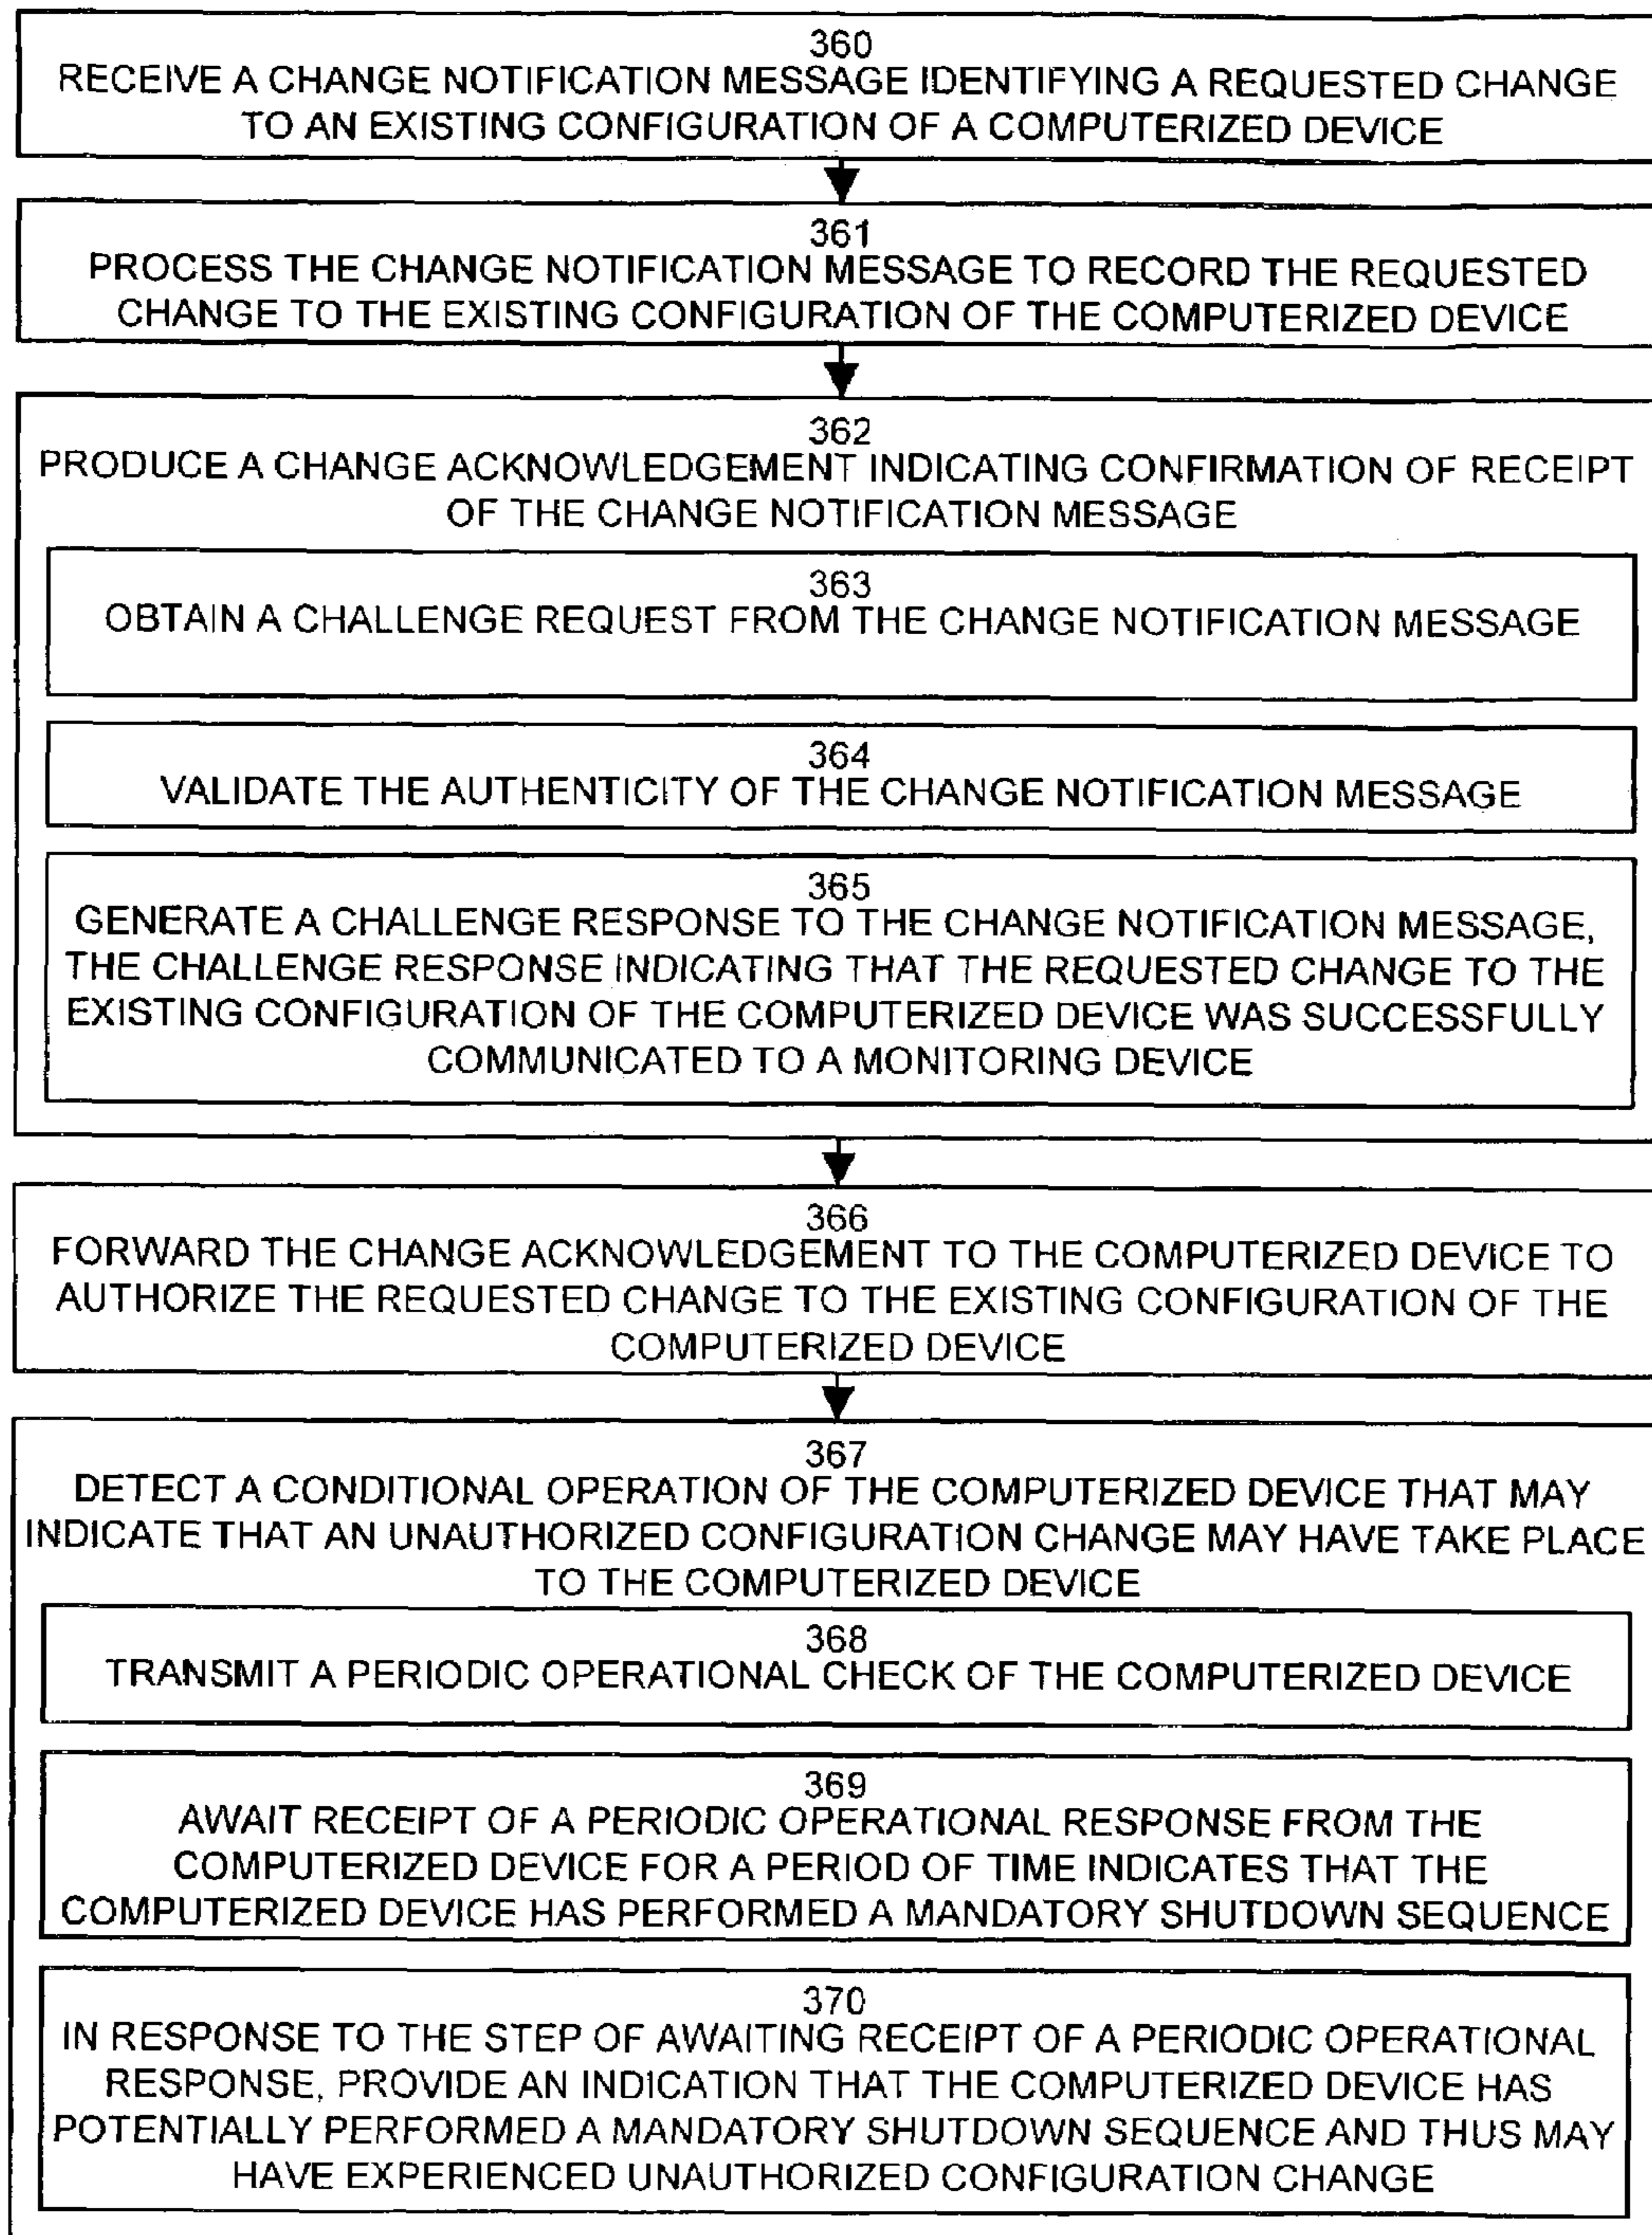 360
RECEIVE A CHANGE NOTIFICATION MESSAGE IDENTIFYING A REQUESTED CHANGE
TO AN EXISTING CONFIGURATION OF A COMPUTERIZED DEVICE
361
PROCESS THE CHANGE NOTIFICATION MESSAGE TO RECORD THE REQUESTED
CHANGE TO THE EXISTING CONFIGURATION OF THE COMPUTERIZED DEVICE
362
PRODUCE A CHANGE ACKNOWLEDGEMENT INDICATING CONFIRMATION OF RECEIPT
OF THE CHANGE NOTIFICATION MESSAGE
363
OBTAIN A CHALLENGE REQUEST FROM THE CHANGE NOTIFICATION MESSAGE
364
VALIDATE THE AUTHENTICITY OF THE CHANGE NOTIFICATION MESSAGE
365
GENERATE A CHALLENGE RESPONSE TO THE CHANGE NOTIFICATION MESSAGE,
THE CHALLENGE RESPONSE INDICATING THAT THE REQUESTED CHANGE TO THE
EXISTING CONFIGURATION OF THE COMPUTERIZED DEVICE WAS SUCCESSFULLY
COMMUNICATED TO A MONITORING DEVICE
366
FORWARD THE CHANGE ACKNOWLEDGEMENT TO THE COMPUTERIZED DEVICE TO
AUTHORIZE THE REQUESTED CHANGE TO THE EXISTING CONFIGURATION OF THE
COMPUTERIZED DEVICE
367
DETECT A CONDITIONAL OPERATION OF THE COMPUTERIZED DEVICE THAT MAY
INDICATE THAT AN UNAUTHORIZED CONFIGURATION CHANGE MAY HAVE TAKE PLACE
TO THE COMPUTERIZED DEVICE
368
TRANSMIT A PERIODIC OPERATIONAL CHECK OF THE COMPUTERIZED DEVICE
369
AWAIT RECEIPT OF A PERIODIC OPERATIONAL RESPONSE FROM THE
COMPUTERIZED DEVICE FOR A PERIOD OF TIME INDICATES THAT THE
COMPUTERIZED DEVICE HAS PERFORMED A MANDATORY SHUTDOWN SEQUENCE
370
IN RESPONSE TO THE STEP OF AWAITING RECEIPT OF A PERIODIC OPERATIONAL
RESPONSE, PROVIDE AN INDICATION THAT THE COMPUTERIZED DEVICE HAS
POTENTIALLY PERFORMED A MANDATORY SHUTDOWN SEQUENCE AND THUS MAY
HAVE EXPERIENCED UNAUTHORIZED CONFIGURATION CHANGE